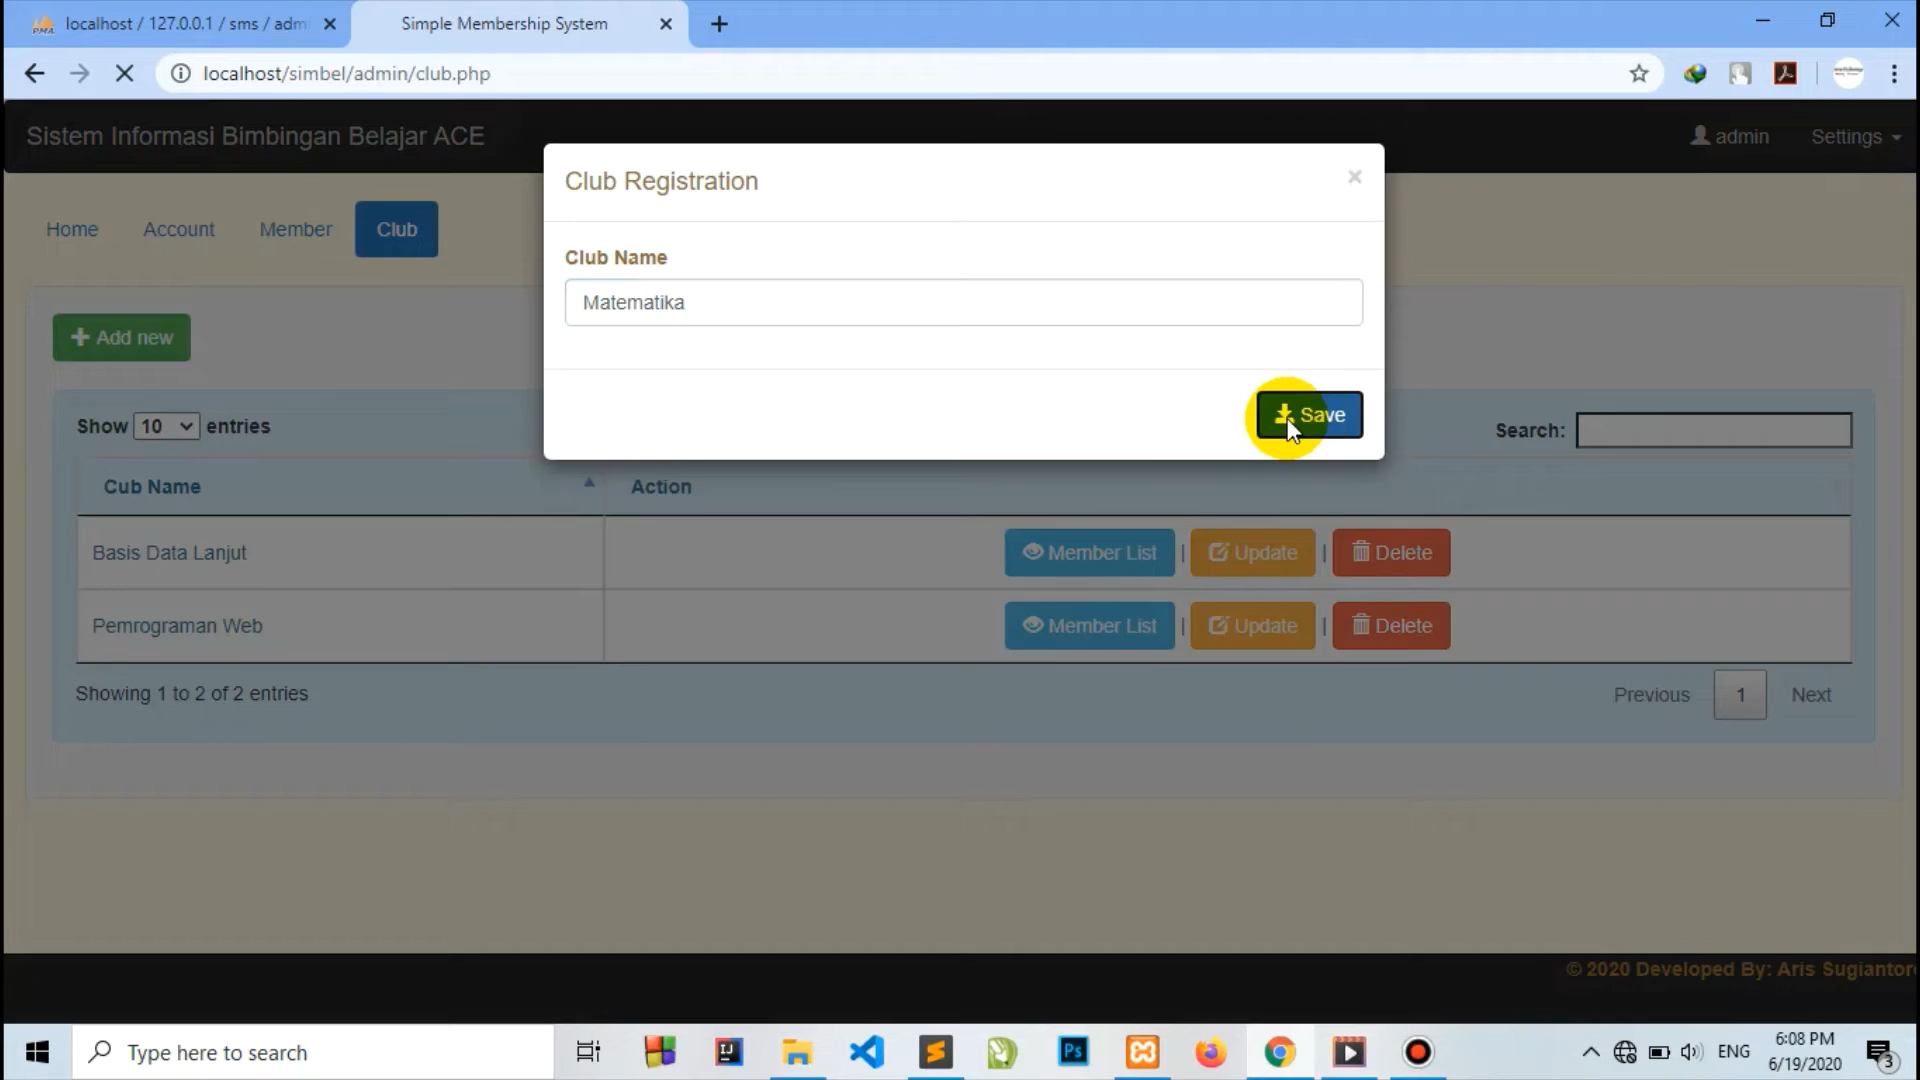 localhost / 127.0.0.1 / sms / adm
Simple Membership System
localhost/simbel/admin/club.php
Sistem Informasi Bimbingan Belajar ACE
admin
Settings
Club Registration
×
Home
Account
Member
Club
Club Name
Matematika
Add new
Save
Show 10 entries
Search:
Cub Name
Action
Basis Data Lanjut
Member List | Update | Delete
Pemrograman Web
Member List | Update | Delete
Showing 1 to 2 of 2 entries
Previous
1
Next
© 2020 Developed By: Aris Sugiantoro
Type here to search
IJ
Ps
ENG
6:08 PM
6/19/2020
3